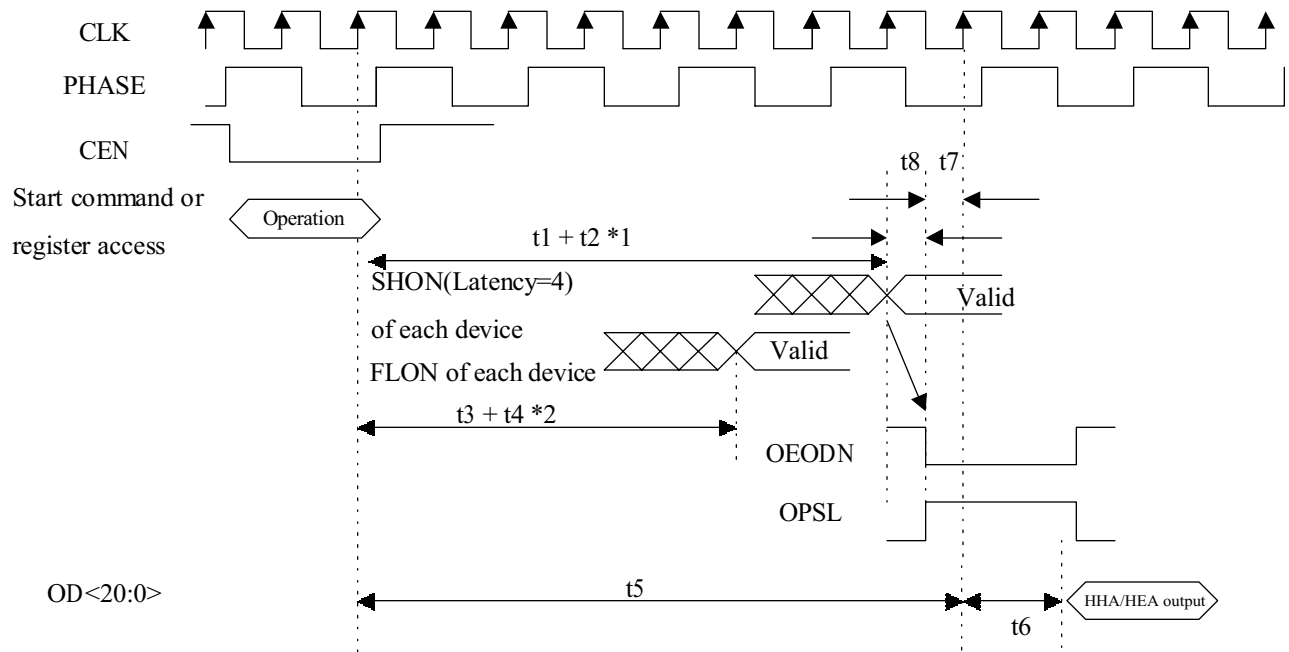 CLK
PHASE
CEN
t8 t7
Start command or
register access
Operation
t1 + t2 *1
SHON(Latency=4)
of each device
Valid
FLON of each device
Valid
t3 + t4 *2
OEODN
OPSL
OD<20:0>
t5
t6
HHA/HEA output